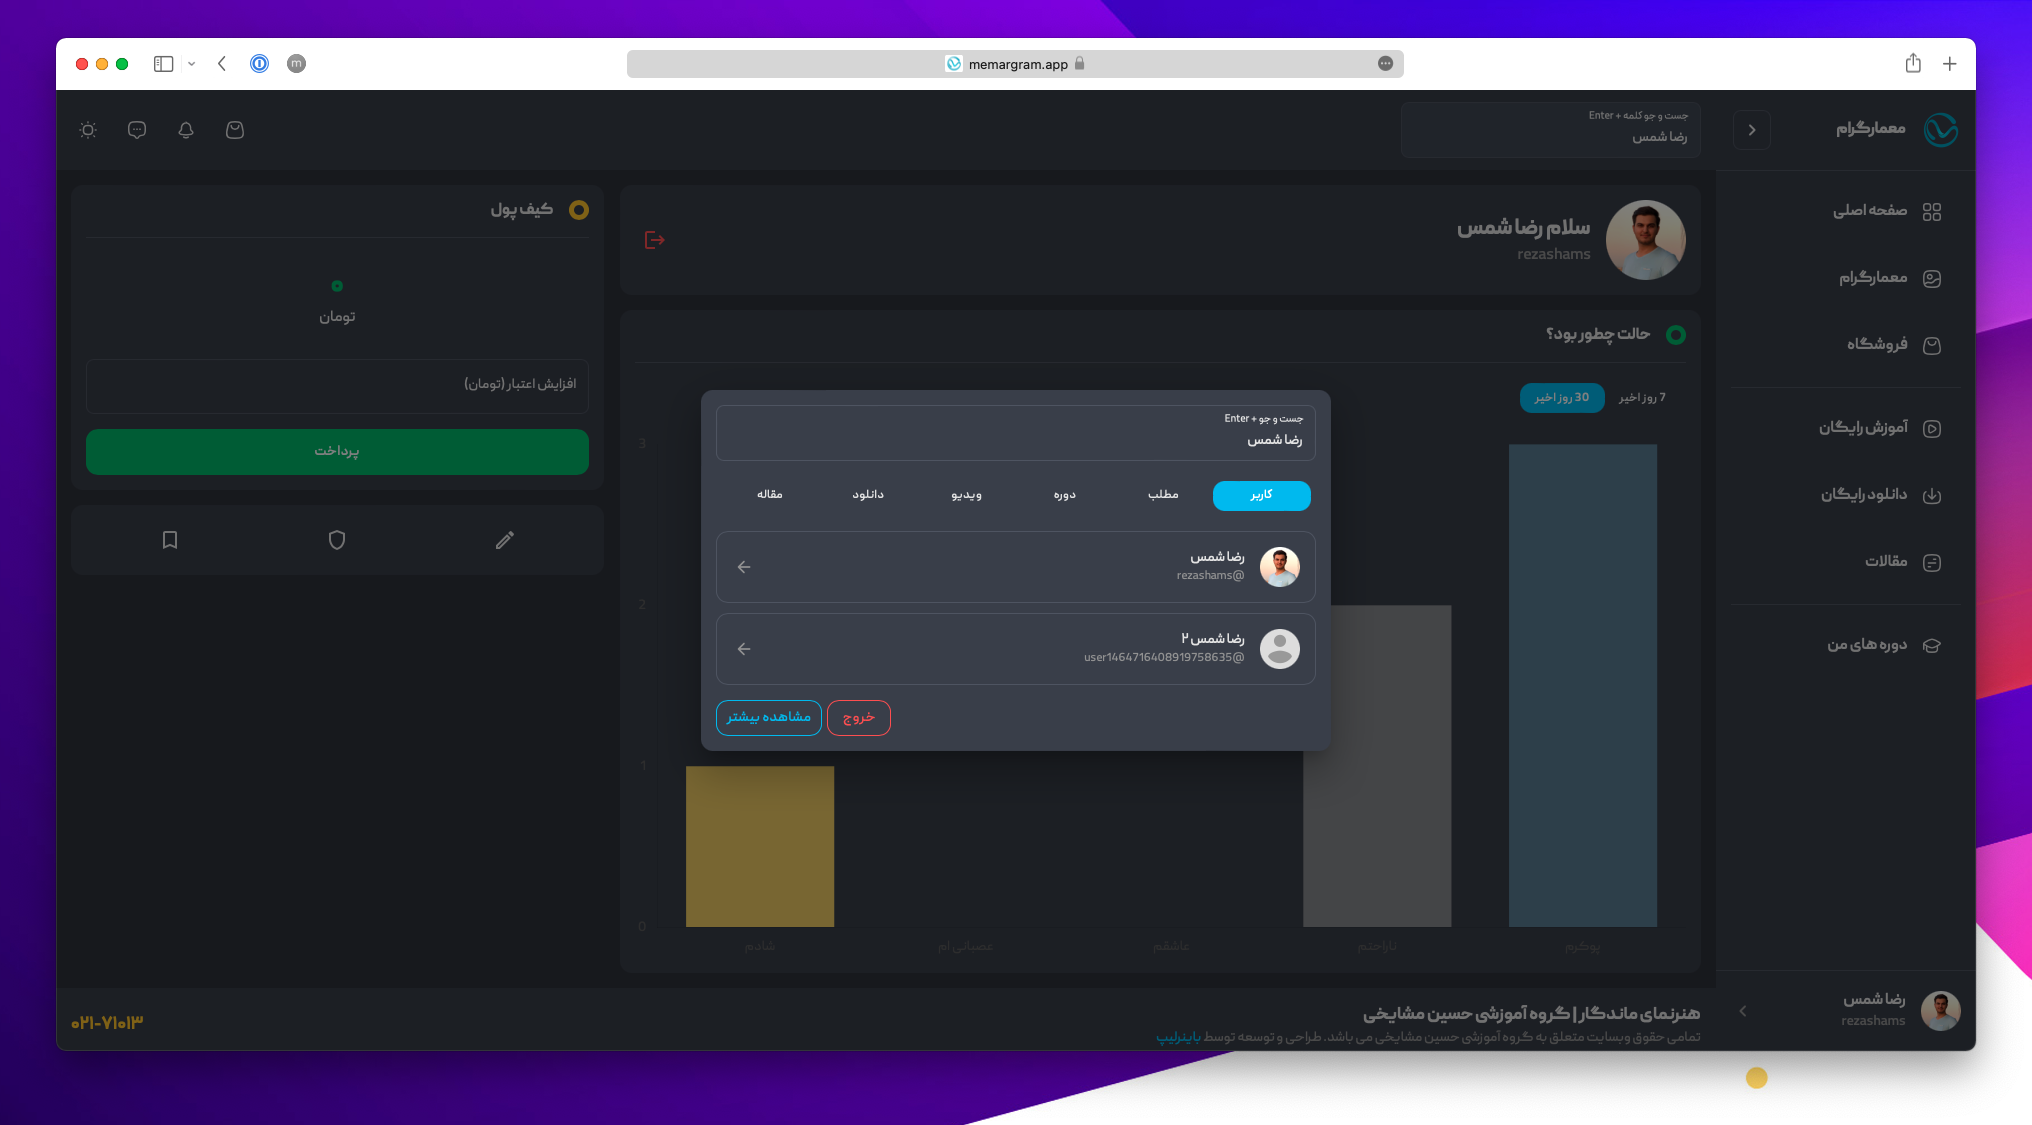 memargram.app
m
معمارگرام
جست و جو کلمه + Enter
رضا شمس
صفحه اصلی
معمارگرام
فروشگاه
آموزش رایگان
دانلود رایگان
مقالات
دوره های من
رضا شمس
rezashams
سلام رضا شمس
rezashams
حالت چطور بود؟
7 روز اخیر
30 روز اخیر
3
2
1
0
پوکرم
ناراحتم
عاشقم
عصبانی ام
شادم
کیف پول
۰
تومان
افزایش اعتبار (تومان)
پرداخت
جست و جو + Enter
رضا شمس
کاربر
مطلب
دوره
ویدیو
دانلود
مقاله
رضا شمس
@rezashams
رضا شمس ۲
@user1464716408919758635
خروج
مشاهده بیشتر
هنرنمای ماندگار | گروه آموزشی حسین مشایخی
تمامی حقوق وبسایت متعلق به گروه آموزشی حسین مشایخی می باشد. طراحی و توسعه توسط باینرلیپ
۰۲۱-۷۱۰۱۳